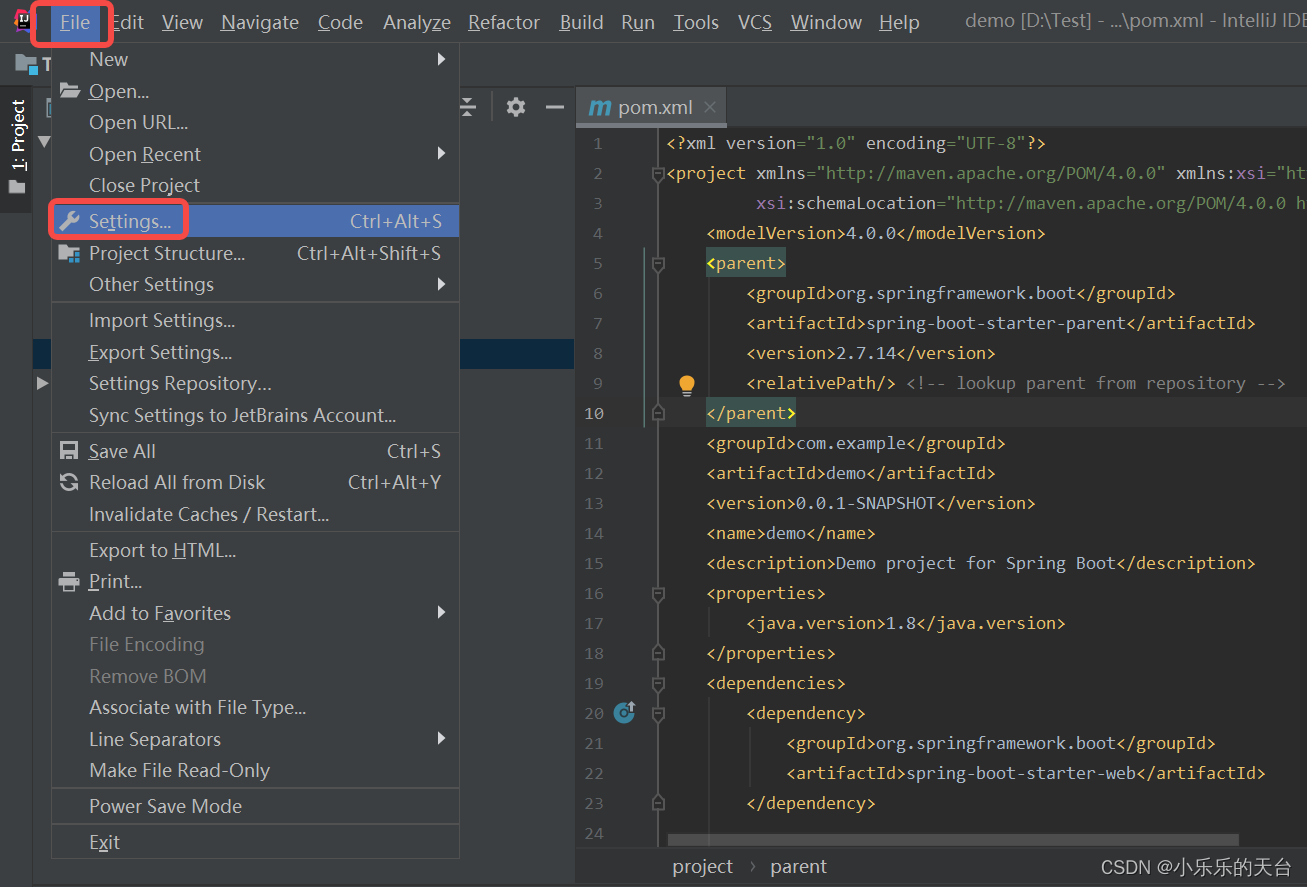 File Edit View Navigate Code Analyze Refactor Build Run Tools VCS Window Help demo [D:\Test] - ...\pom.xml - IntelliJ IDE
1: Project
New
Open...
Open URL...
Open Recent
Close Project
Settings... Ctrl+Alt+S
Project Structure... Ctrl+Alt+Shift+S
Other Settings
Import Settings...
Export Settings...
Settings Repository...
Sync Settings to JetBrains Account...
Save All Ctrl+S
Reload All from Disk Ctrl+Alt+Y
Invalidate Caches / Restart...
Export to HTML...
Print...
Add to Favorites
File Encoding
Remove BOM
Associate with File Type...
Line Separators
Make File Read-Only
Power Save Mode
Exit
pom.xml
1 <?xml version="1.0" encoding="UTF-8"?>
2 <project xmlns="http://maven.apache.org/POM/4.0.0" xmlns:xsi="ht
3 xsi:schemaLocation="http://maven.apache.org/POM/4.0.0 h
4 <modelVersion>4.0.0</modelVersion>
5 <parent>
6 <groupId>org.springframework.boot</groupId>
7 <artifactId>spring-boot-starter-parent</artifactId>
8 <version>2.7.14</version>
9 <relativePath/> <!-- lookup parent from repository -->
10 </parent>
11 <groupId>com.example</groupId>
12 <artifactId>demo</artifactId>
13 <version>0.0.1-SNAPSHOT</version>
14 <name>demo</name>
15 <description>Demo project for Spring Boot</description>
16 <properties>
17 <java.version>1.8</java.version>
18 </properties>
19 <dependencies>
20 <dependency>
21 <groupId>org.springframework.boot</groupId>
22 <artifactId>spring-boot-starter-web</artifactId>
23 </dependency>
24
project › parent
CSDN @小乐乐的天台